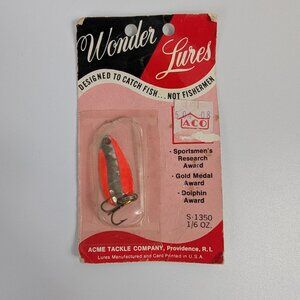 Wonder Lures
DESIGNED TO CATCH FISH... NOT FISHERMEN
ACO
· Sportsmen's
Research
Award
· Gold Medal
Award
· Dolphin
Award
S-1350
1/6 OZ.
ACME TACKLE COMPANY, Providence, R.I.
Lures Manufactured and Card Printed in U.S.A.